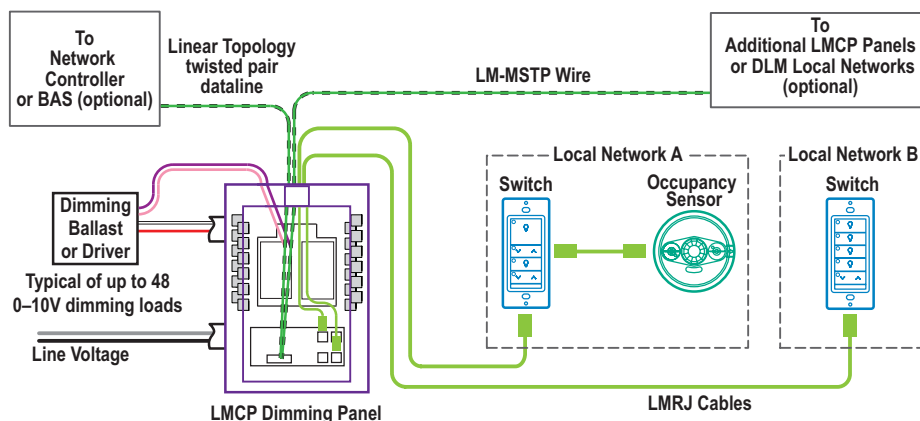 To
Network
Controller
or BAS (optional)
Linear Topology
twisted pair
dataline
LM-MSTP Wire
To
Additional LMCP Panels
or DLM Local Networks
(optional)
Local Network A
Switch
Occupancy
Sensor
Local Network B
Switch
Dimming
Ballast
or Driver
Typical of up to 48
0–10V dimming loads
Line Voltage
LMCP Dimming Panel
LMRJ Cables